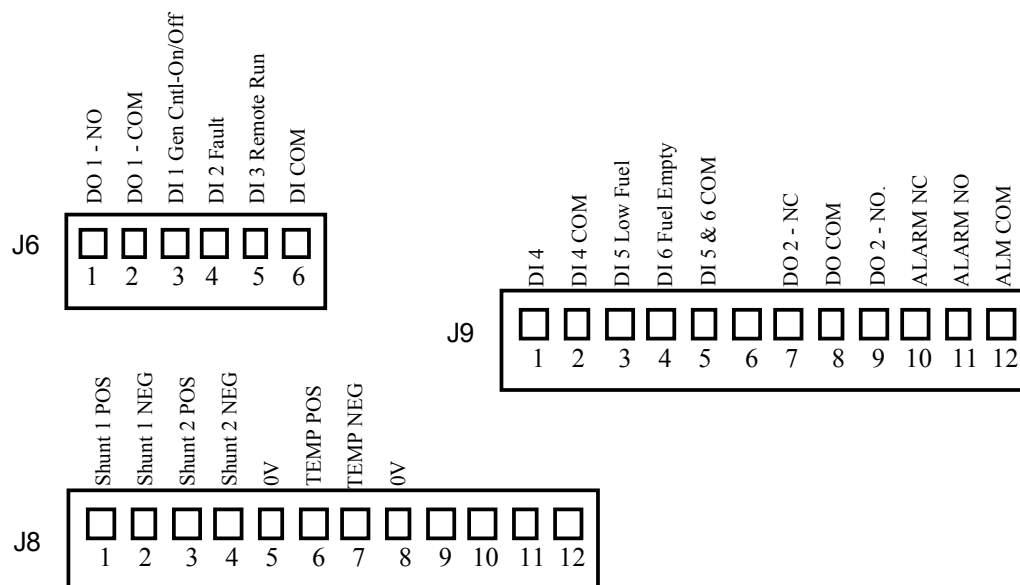 DO 1 - NO
DO 1 - COM
DI 1 Gen Cntl-On/Off
DI 2 Fault
DI 3 Remote Run
DI COM
J6
1 2 3 4 5 6
DI 4
DI 4 COM
DI 5 Low Fuel
DI 6 Fuel Empty
DI 5 & 6 COM
DO 2 - NC
DO COM
DO 2 - NO.
ALARM NC
ALARM NO
ALM COM
J9
1 2 3 4 5 6 7 8 9 10 11 12
Shunt 1 POS
Shunt 1 NEG
Shunt 2 POS
Shunt 2 NEG
0V
TEMP POS
TEMP NEG
0V
J8
1 2 3 4 5 6 7 8 9 10 11 12